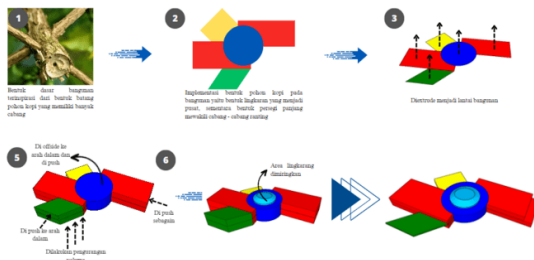 1
2
3
Bentuk dasar bangunan
terinspirasi dari bentuk batang
pohon kopi yang memiliki banyak
cabang
Implementasi bentuk pohon kopi pada
bangunan yaitu bentuk lingkaran yang menjadi
pusat, sementara bentuk persegi panjang
mewakili cabang - cabang ranting
Diextrude menjadi lantai bangunan
5
Di offside ke
arah dalam dan
di push
6
Area lingkarang
dimiringkan
Di push
sebagain
Di push ke arah
dalam
Dilakukan pengurangan